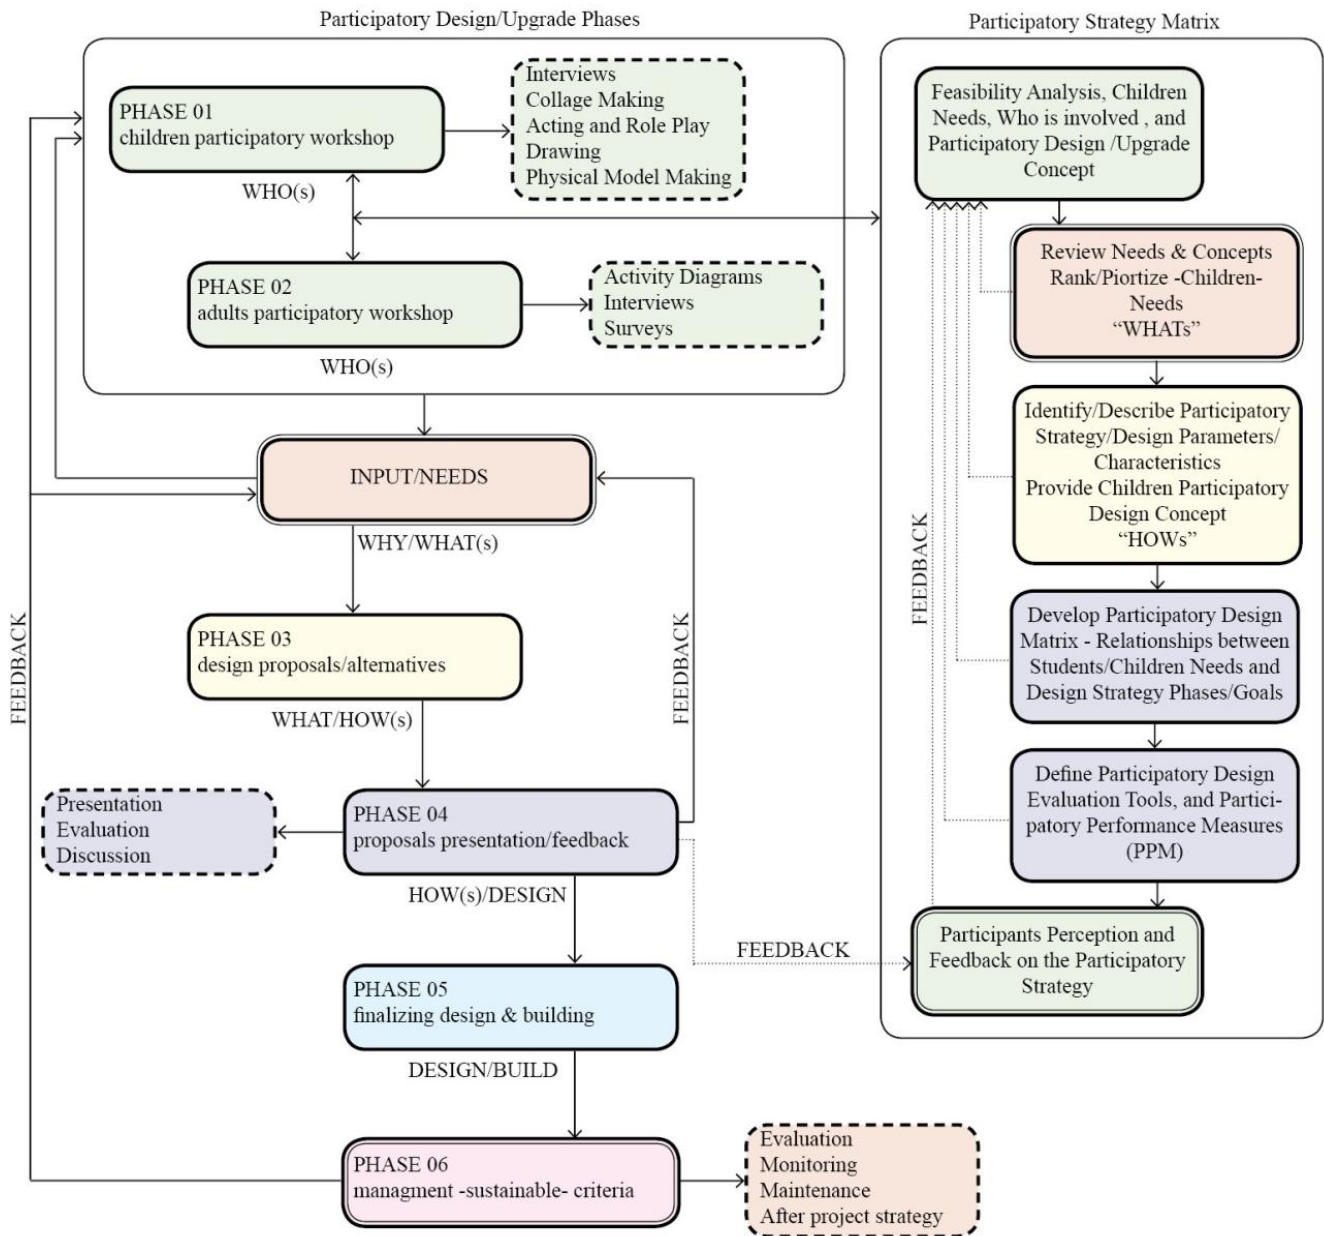 Participatory Design/Upgrade Phases
PHASE 01
children participatory workshop
Interviews
Collage Making
Acting and Role Play
Drawing
Physical Model Making
WHO(s)
PHASE 02
adults participatory workshop
Activity Diagrams
Interviews
Surveys
WHO(s)
INPUT/NEEDS
WHY/WHAT(s)
PHASE 03
design proposals/alternatives
WHAT/HOW(s)
FEEDBACK
FEEDBACK
Presentation
Evaluation
Discussion
PHASE 04
proposals presentation/feedback
HOW(s)/DESIGN
FEEDBACK
PHASE 05
finalizing design & building
DESIGN/BUILD
PHASE 06
managment -sustainable- criteria
Evaluation
Monitoring
Maintenance
After project strategy
Participatory Strategy Matrix
Feasibility Analysis, Children
Needs, Who is involved , and
Participatory Design /Upgrade
Concept
Review Needs & Concepts
Rank/Piortize -Children-
Needs
“WHATs”
Identify/Describe Participatory
Strategy/Design Parameters/
Characteristics
Provide Children Participatory
Design Concept
“HOWs”
FEEDBACK
Develop Participatory Design
Matrix - Relationships between
Students/Children Needs and
Design Strategy Phases/Goals
Define Participatory Design
Evaluation Tools, and Partici-
patory Performance Measures
(PPM)
Participants Perception and
Feedback on the Participatory
Strategy